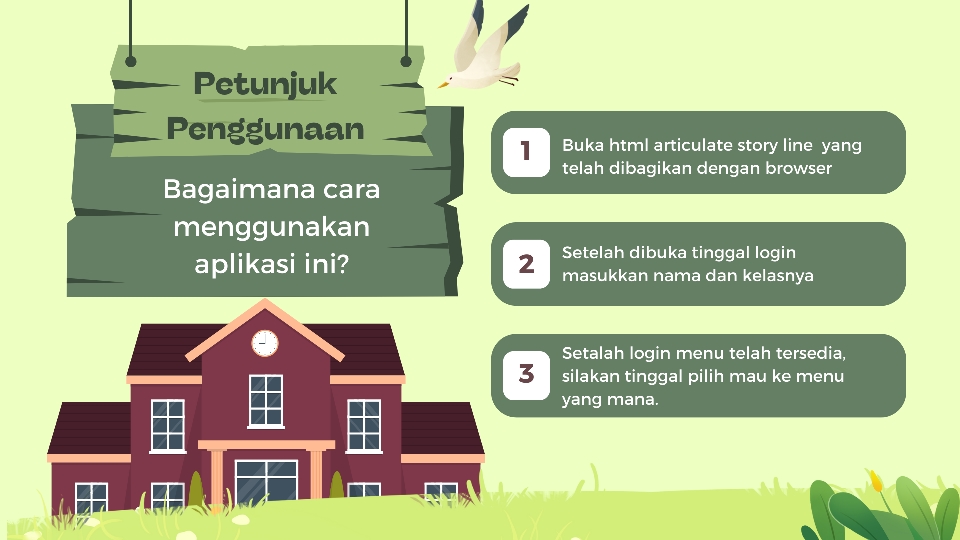 Petunjuk
Penggunaan
Bagaimana cara
menggunakan
aplikasi ini?
1
Buka html articulate story line  yang
telah dibagikan dengan browser
2
Setelah dibuka tinggal login
masukkan nama dan kelasnya
3
Setalah login menu telah tersedia,
silakan tinggal pilih mau ke menu
yang mana.